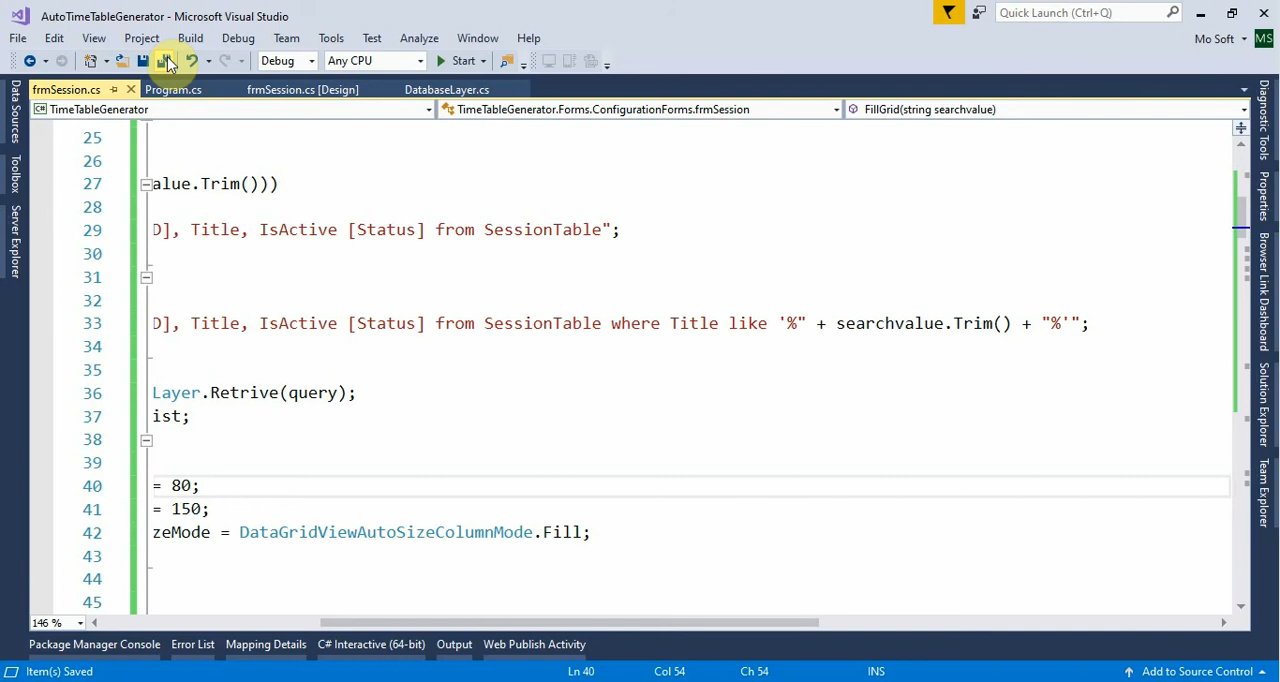 AutoTimeTableGenerator - Microsoft Visual Studio
Quick Launch (Ctrl+Q)
File Edit View Project Build Debug Team Tools Test Analyze Window Help
Mo Soft MS
Debug Any CPU Start
frmSession.cs Program.cs frmSession.cs [Design] DatabaseLayer.cs
TimeTableGenerator TimeTableGenerator.Forms.ConfigurationForms.frmSession FillGrid(string searchvalue)
25
26
27 alue.Trim()))
28
29 D], Title, IsActive [Status] from SessionTable";
30
31
32
33 D], Title, IsActive [Status] from SessionTable where Title like '%" + searchvalue.Trim() + "%'";
34
35
36 Layer.Retrive(query);
37 ist;
38
39
40 = 80;
41 = 150;
42 zeMode = DataGridViewAutoSizeColumnMode.Fill;
43
44
45
146 %
Data Sources
Toolbox
Server Explorer
Diagnostic Tools
Properties
Browser Link Dashboard
Solution Explorer
Team Explorer
Package Manager Console Error List Mapping Details C# Interactive (64-bit) Output Web Publish Activity
Item(s) Saved Ln 40 Col 54 Ch 54 INS Add to Source Control